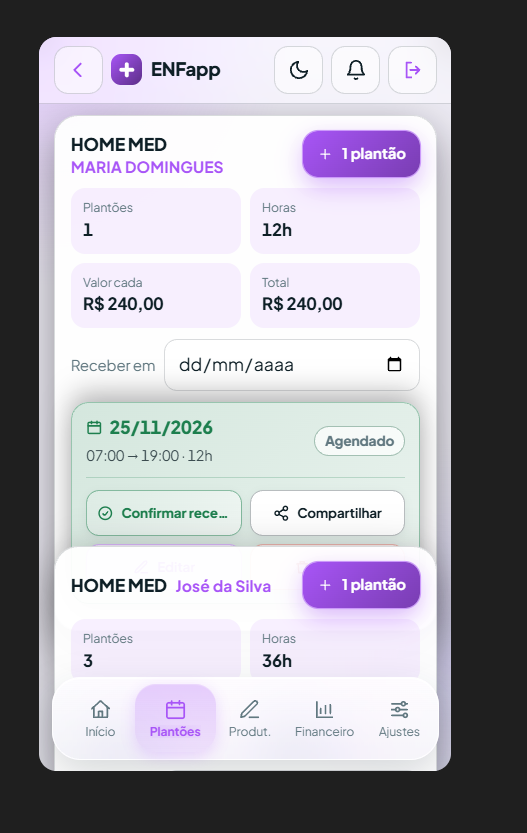 ENFapp
HOME MED
MARIA DOMINGUES
+ 1 plantão
Plantões
1
Horas
12h
Valor cada
R$ 240,00
Total
R$ 240,00
Receber em
dd/mm/aaaa
25/11/2026
07:00 → 19:00 · 12h
Agendado
Confirmar rece...
Compartilhar
Editar
HOME MED José da Silva
+ 1 plantão
Plantões
3
Horas
36h
Início
Plantões
Produt.
Financeiro
Ajustes